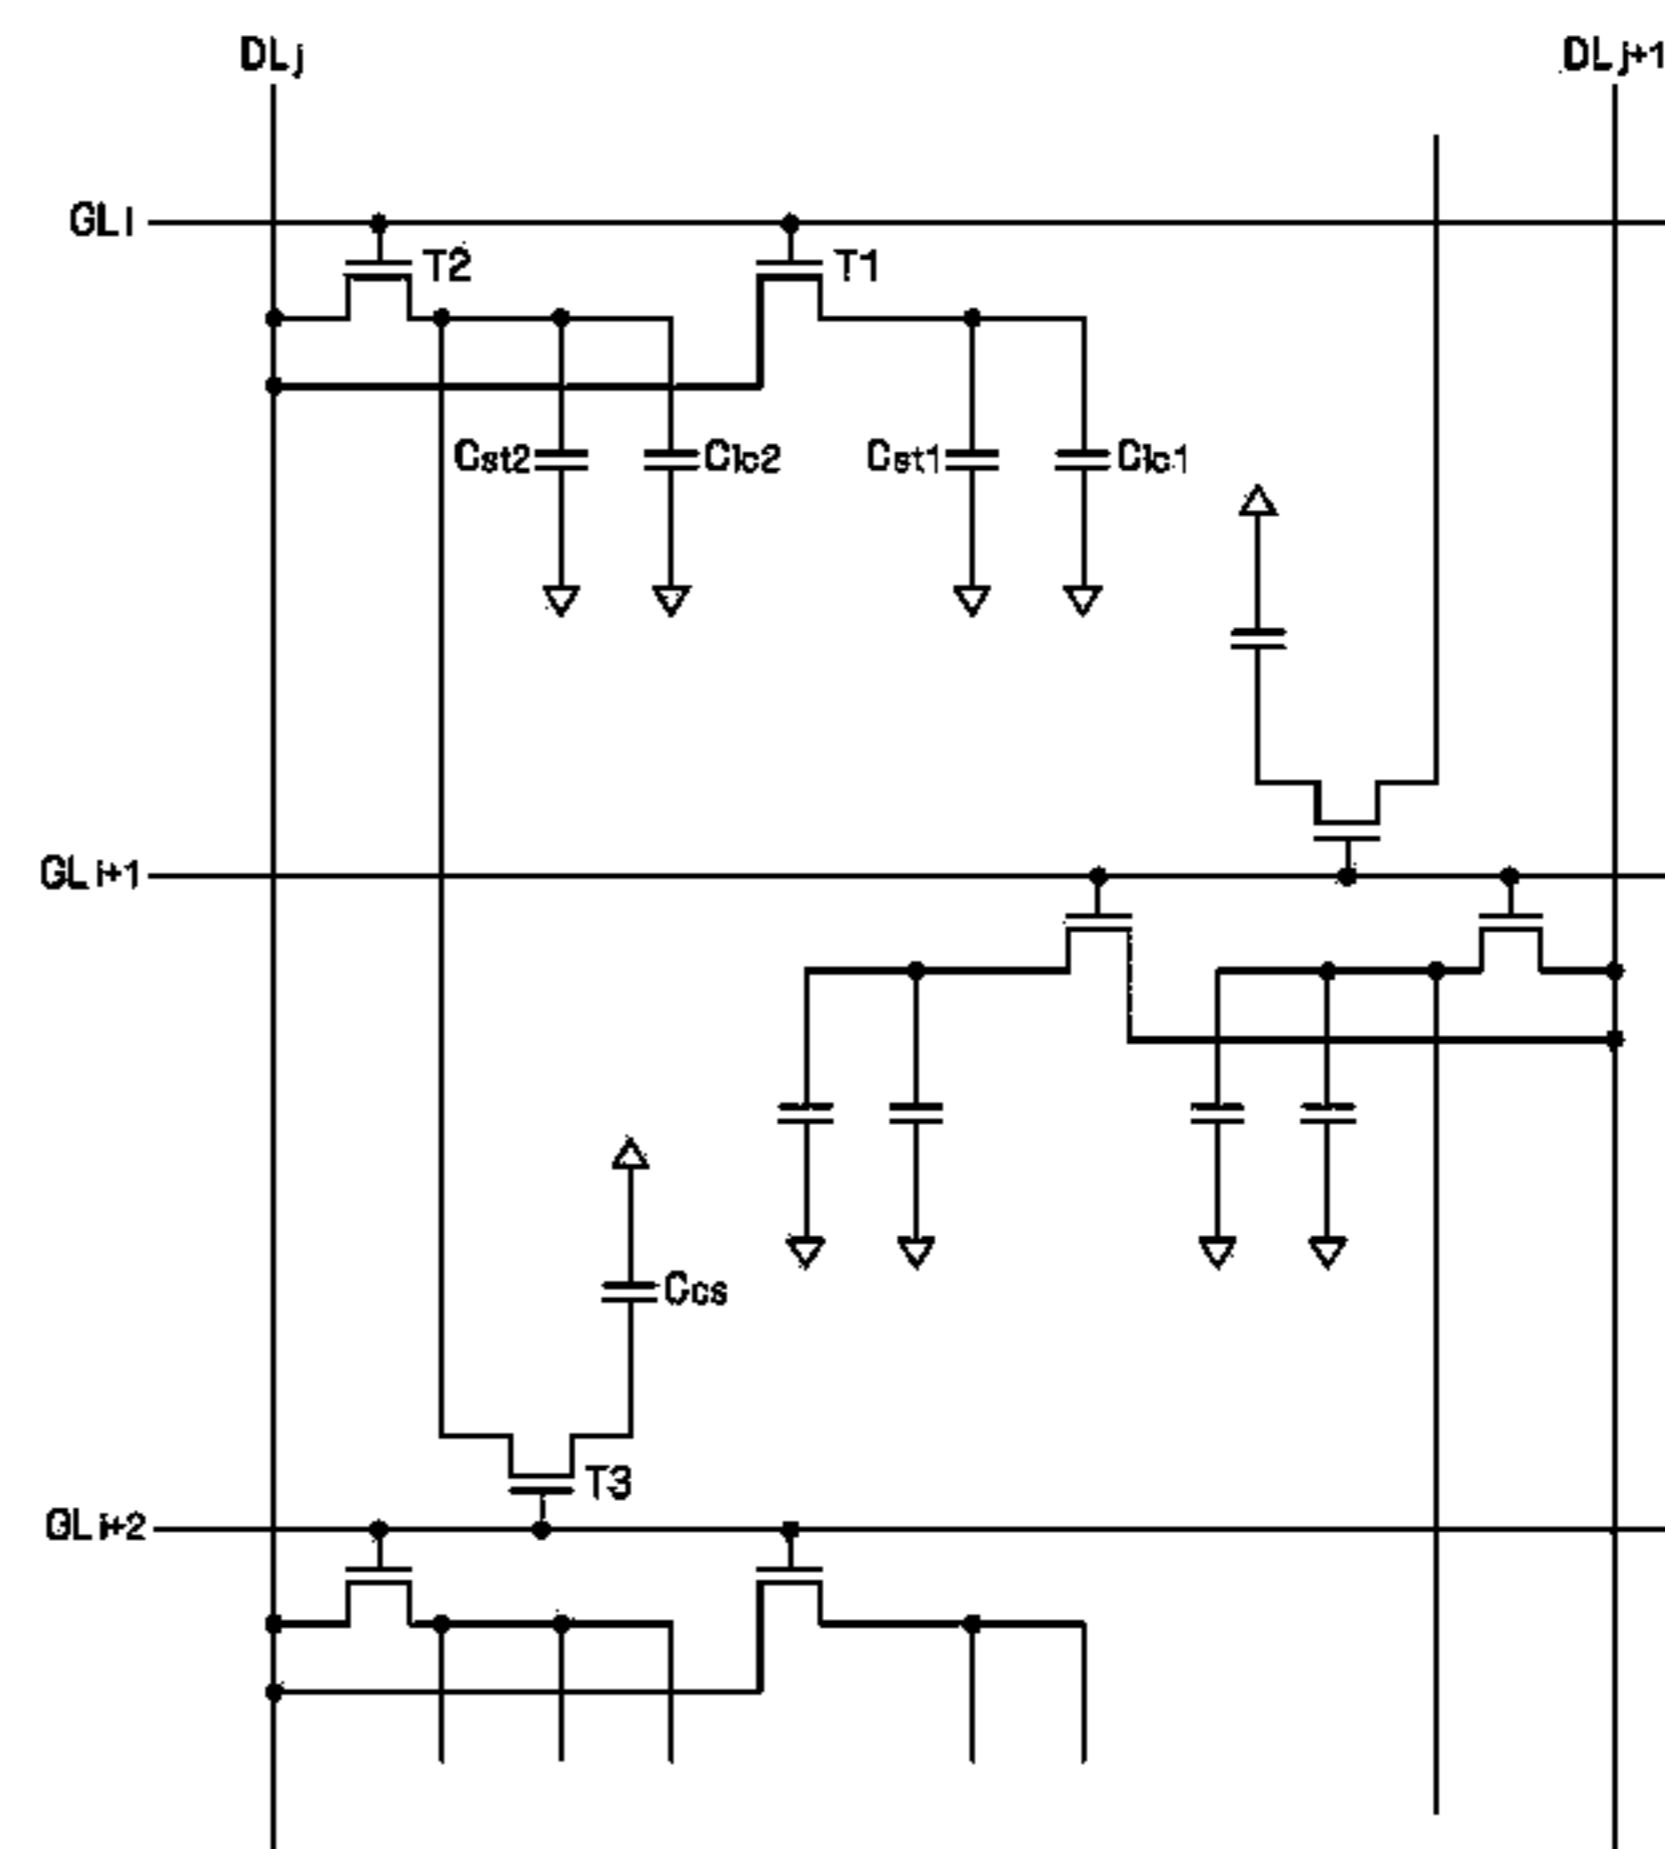 DLj
DLj+1
GLi
T2
T1
Cst2
Clc2
Cst1
Clc1
GLi+1
Ccs
T3
GLi+2